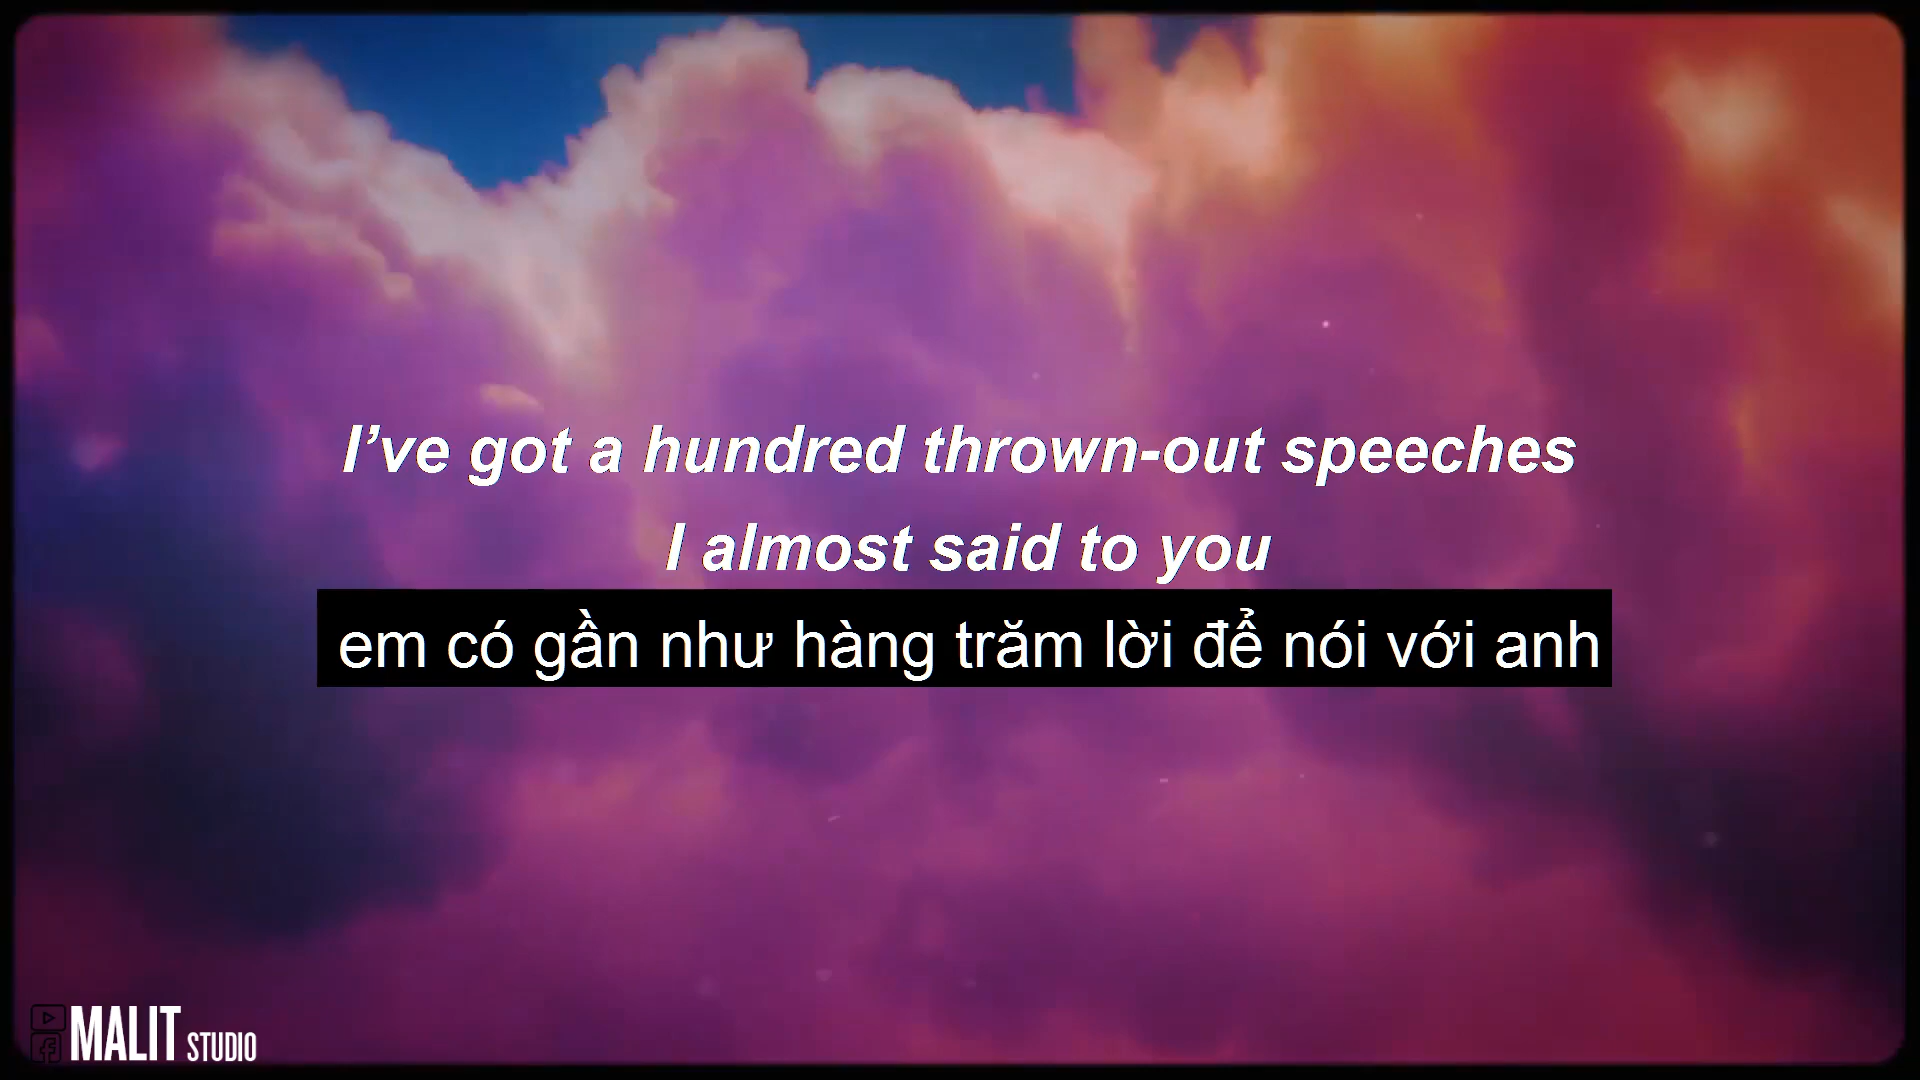 I’ve got a hundred thrown-out speeches
I almost said to you
em có gần như hàng trăm lời để nói với anh
MALIT STUDIO